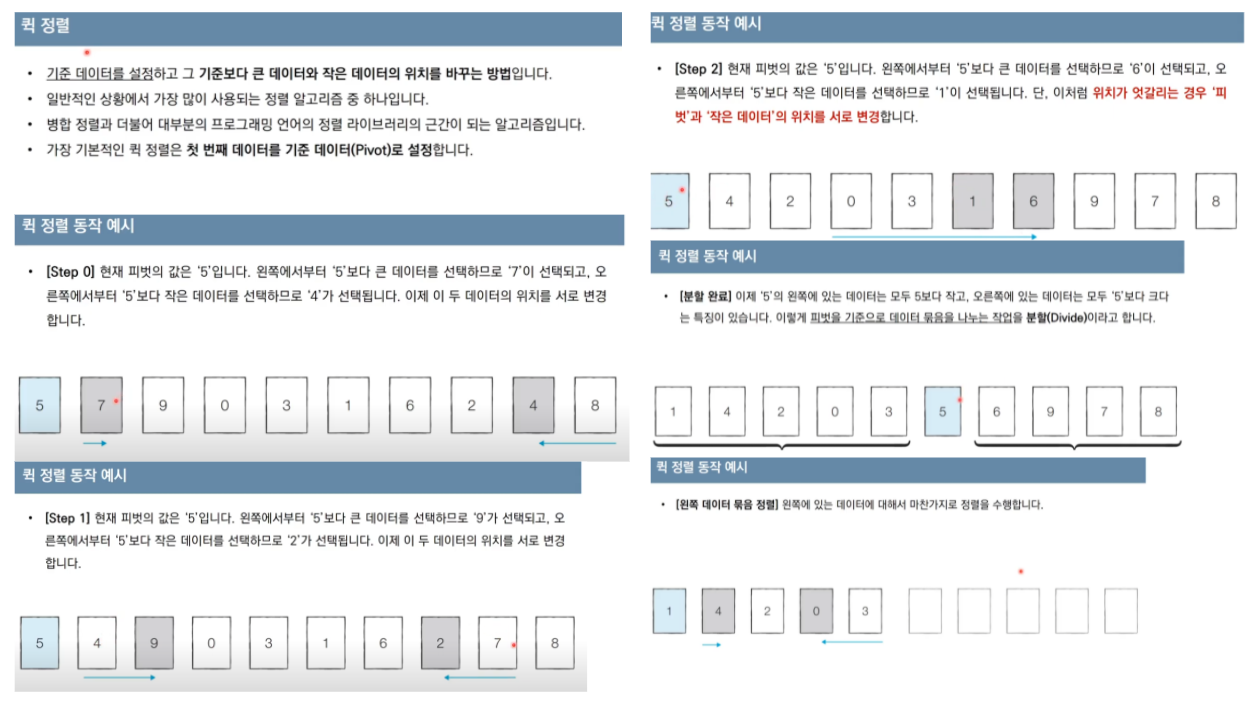 퀵 정렬
• 기준 데이터를 설정하고 그 기준보다 큰 데이터와 작은 데이터의 위치를 바꾸는 방법입니다.
• 일반적인 상황에서 가장 많이 사용되는 정렬 알고리즘 중 하나입니다.
• 병합 정렬과 더불어 대부분의 프로그래밍 언어의 정렬 라이브러리의 근간이 되는 알고리즘입니다.
• 가장 기본적인 퀵 정렬은 첫 번째 데이터를 기준 데이터(Pivot)로 설정합니다.
퀵 정렬 동작 예시
• [Step 0] 현재 피벗의 값은 '5'입니다. 왼쪽에서부터 '5'보다 큰 데이터를 선택하므로 '7'이 선택되고, 오
른쪽에서부터 '5'보다 작은 데이터를 선택하므로 '4'가 선택됩니다. 이제 이 두 데이터의 위치를 서로 변경
합니다.
5 7 9 0 3 1 6 2 4 8
퀵 정렬 동작 예시
• [Step 1] 현재 피벗의 값은 '5'입니다. 왼쪽에서부터 '5'보다 큰 데이터를 선택하므로 '9'가 선택되고, 오
른쪽에서부터 '5'보다 작은 데이터를 선택하므로 '2'가 선택됩니다. 이제 이 두 데이터의 위치를 서로 변경
합니다.
5 4 9 0 3 1 6 2 7 8
퀵 정렬 동작 예시
• [Step 2] 현재 피벗의 값은 '5'입니다. 왼쪽에서부터 '5'보다 큰 데이터를 선택하므로 '6'이 선택되고, 오
른쪽에서부터 '5'보다 작은 데이터를 선택하므로 '1'이 선택됩니다. 단, 이처럼 위치가 엇갈리는 경우 '피
벗'과 '작은 데이터'의 위치를 서로 변경합니다.
5 4 2 0 3 1 6 9 7 8
퀵 정렬 동작 예시
• [분할 완료] 이제 '5'의 왼쪽에 있는 데이터는 모두 5보다 작고, 오른쪽에 있는 데이터는 모두 '5'보다 크다
는 특징이 있습니다. 이렇게 피벗을 기준으로 데이터 묶음을 나누는 작업을 분할(Divide)이라고 합니다.
1 4 2 0 3 5 6 9 7 8
퀵 정렬 동작 예시
• [왼쪽 데이터 묶음 정렬] 왼쪽에 있는 데이터에 대해서 마찬가지로 정렬을 수행합니다.
1 4 2 0 3